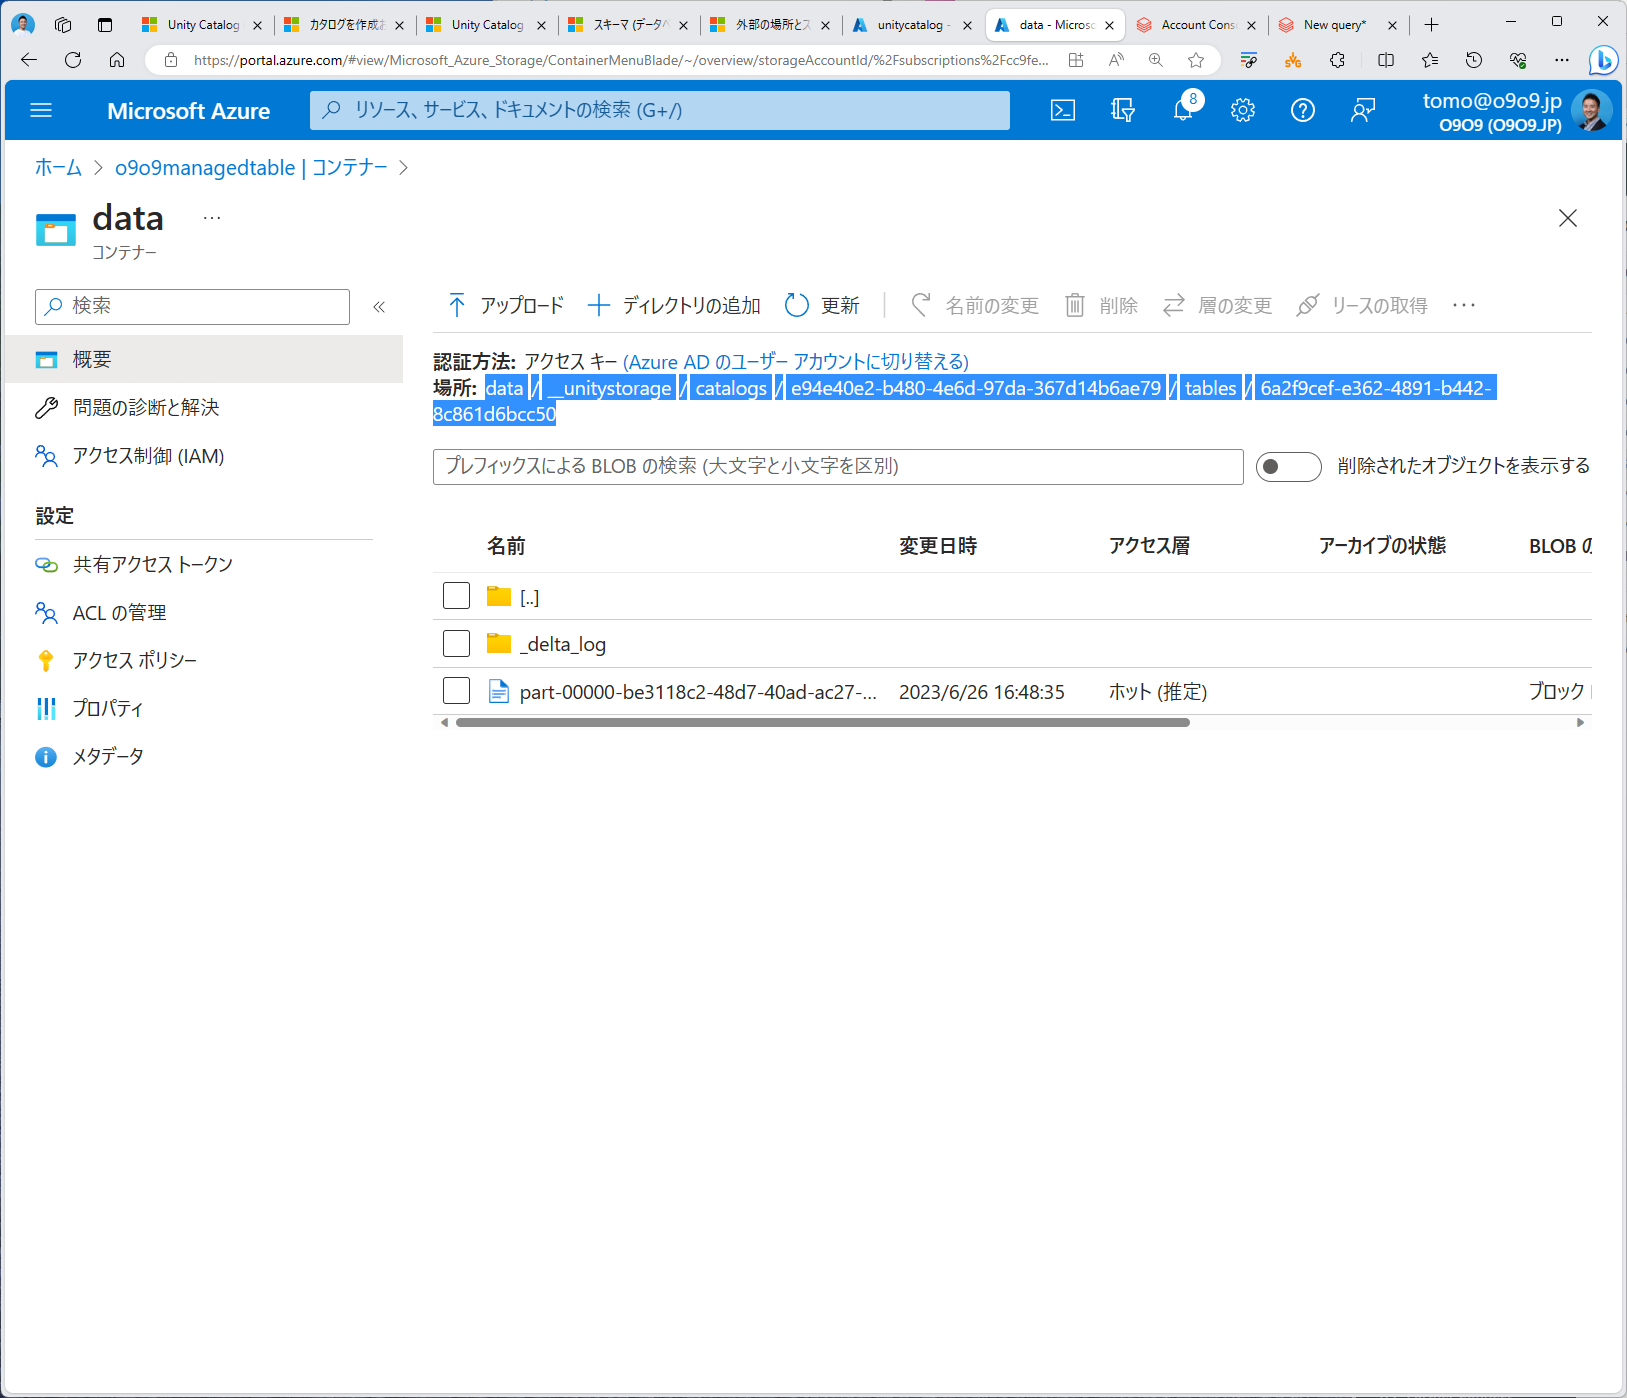 Unity Catalog
カタログを作成お
Unity Catalog
スキーマ (データベ
外部の場所とス
unitycatalog -
data - Microso
Account Cons
New query*
https://portal.azure.com/#view/Microsoft_Azure_Storage/ContainerMenuBlade/~/overview/storageAccountId/%2Fsubscriptions%2Fcc9fe...
Microsoft Azure
リソース、サービス、ドキュメントの検索 (G+/)
8
tomo@o9o9.jp
O9O9 (O9O9.JP)
ホーム > o9o9managedtable | コンテナー >
data ...
コンテナー
検索
«
アップロード
ディレクトリの追加
更新
名前の変更
削除
層の変更
リースの取得
...
概要
問題の診断と解決
アクセス制御 (IAM)
設定
共有アクセス トークン
ACL の管理
アクセス ポリシー
プロパティ
メタデータ
認証方法: アクセス キー (Azure AD のユーザー アカウントに切り替える)
場所: data / __unitystorage / catalogs / e94e40e2-b480-4e6d-97da-367d14b6ae79 / tables / 6a2f9cef-e362-4891-b442-
8c861d6bcc50
プレフィックスによる BLOB の検索 (大文字と小文字を区別)
削除されたオブジェクトを表示する
名前 変更日時 アクセス層 アーカイブの状態 BLOB の
[..]
_delta_log
part-00000-be3118c2-48d7-40ad-ac27-... 2023/6/26 16:48:35 ホット (推定) ブロック